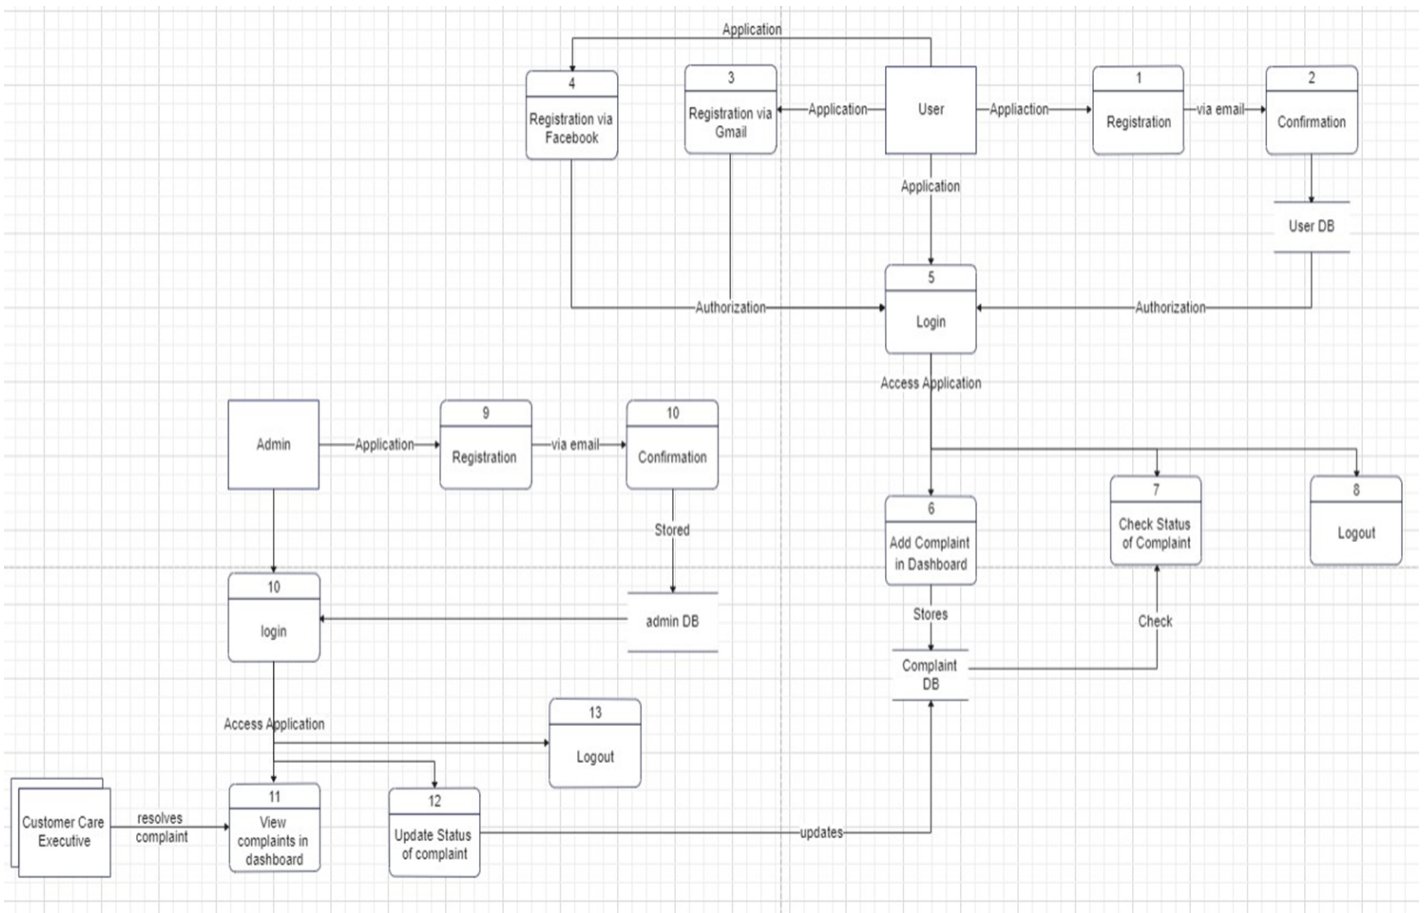 Application
4
Registration via
Facebook
3
Registration via
Gmail
Application
User
Appliaction
1
Registration
via email
2
Confirmation
Application
User DB
5
Login
Authorization
Authorization
Access Application
Admin
Application
9
Registration
via email
10
Confirmation
Stored
admin DB
10
login
6
Add Complaint
in Dashboard
7
Check Status
of Complaint
8
Logout
Stores
Check
Complaint
DB
Access Application
13
Logout
Customer Care
Executive
resolves
complaint
11
View
complaints in
dashboard
12
Update Status
of complaint
updates